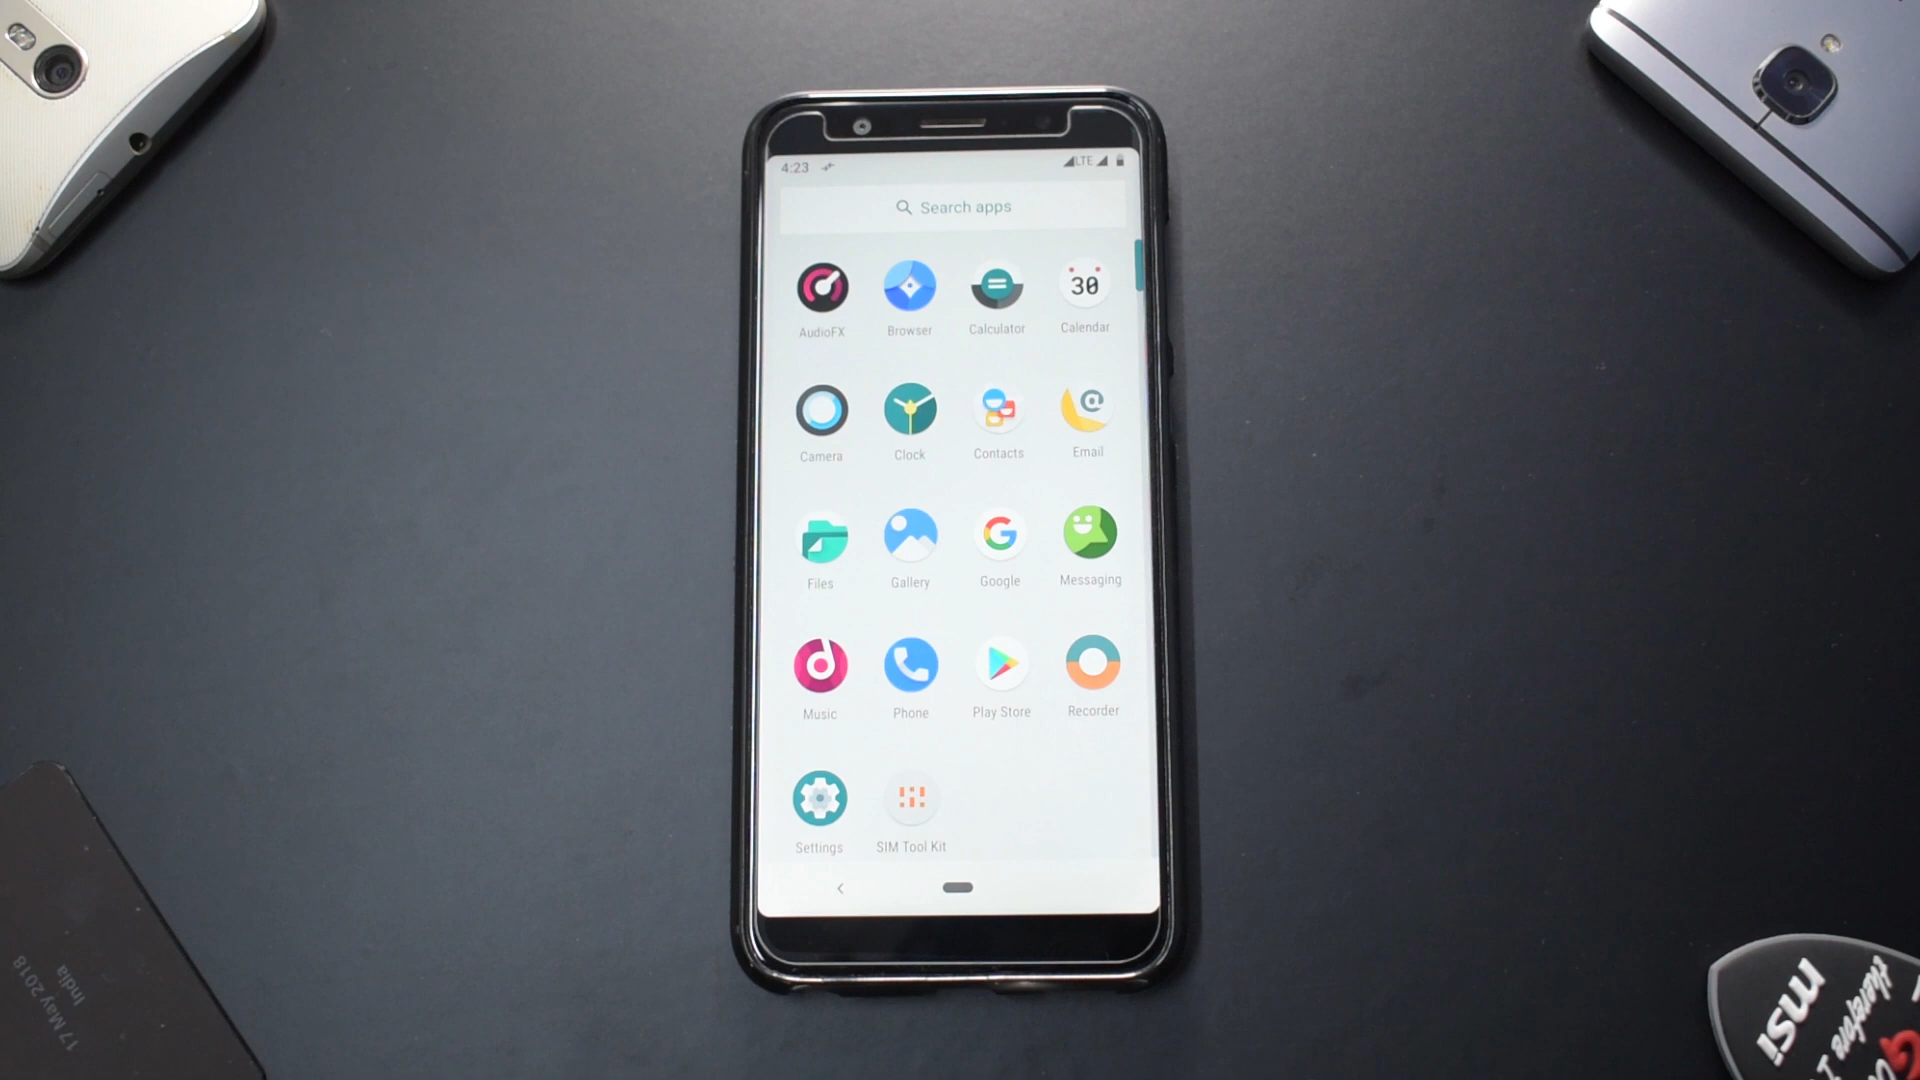 4:23
LTE
Search apps
AudioFX Browser Calculator Calendar
30
Camera Clock Contacts Email
Files Gallery Google Messaging
Music Phone Play Store Recorder
Settings SIM Tool Kit
17 May 2018
India
msi
therefore I